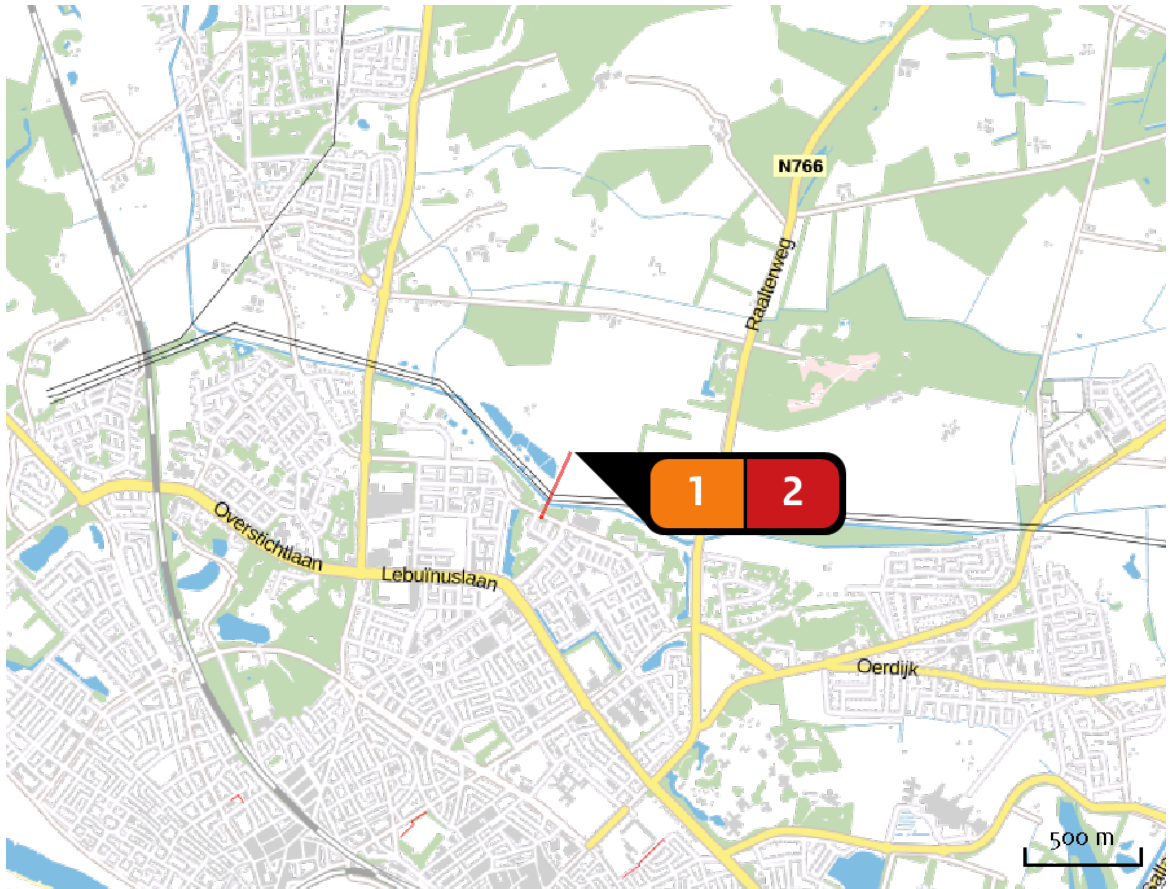 N766
Raalterweg
1 2
Overstichtlaan
Lebuïnuslaan
Oerdijk
500 m